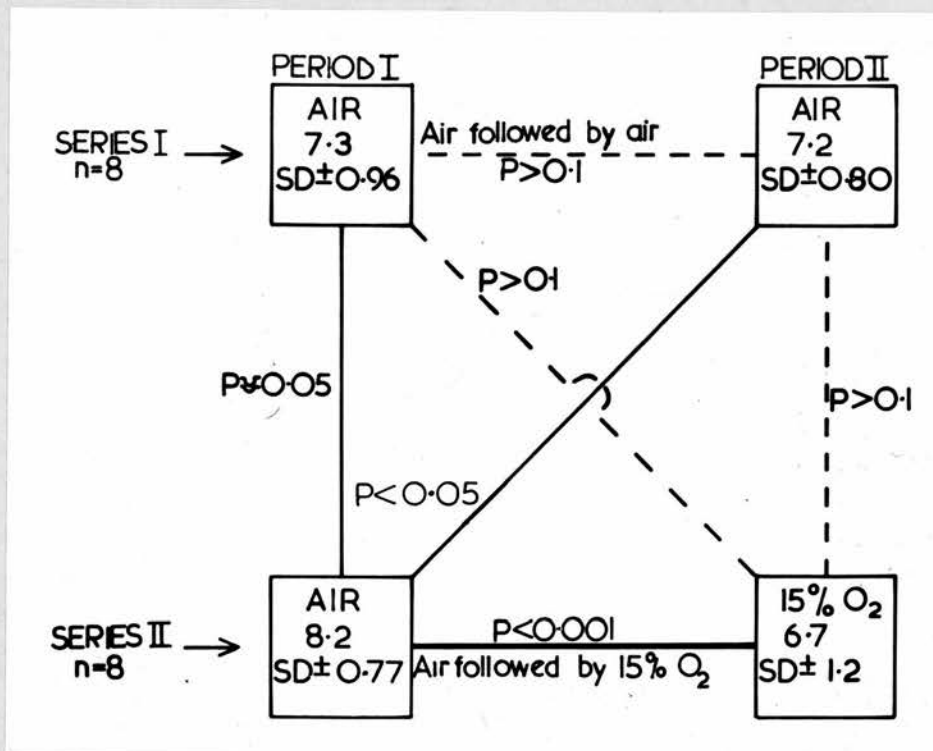 PERIOD I
PERIOD II
SERIES I
n=8
AIR
7·3
SD±0·96
Air followed by air
P>0·1
AIR
7·2
SD±0·80
P>0·1
P≈0·05
P>0·1
P<0·05
SERIES II
n=8
AIR
8·2
SD±0·77
P<0·001
Air followed by 15% O₂
15% O₂
6·7
SD±1·2